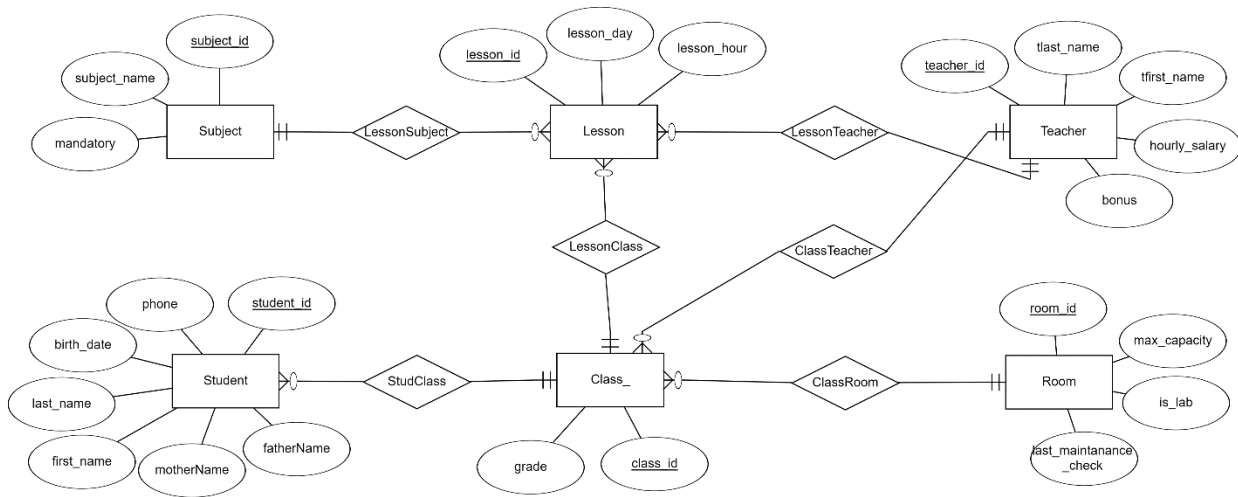 subject_id
subject_name
mandatory
Subject
LessonSubject
lesson_id
lesson_day
lesson_hour
Lesson
LessonTeacher
teacher_id
tlast_name
tfirst_name
hourly_salary
bonus
Teacher
LessonClass
ClassTeacher
phone
student_id
birth_date
last_name
first_name
motherName
fatherName
Student
StudClass
Class_
grade
class_id
ClassRoom
room_id
max_capacity
is_lab
last_maintanance
_check
Room